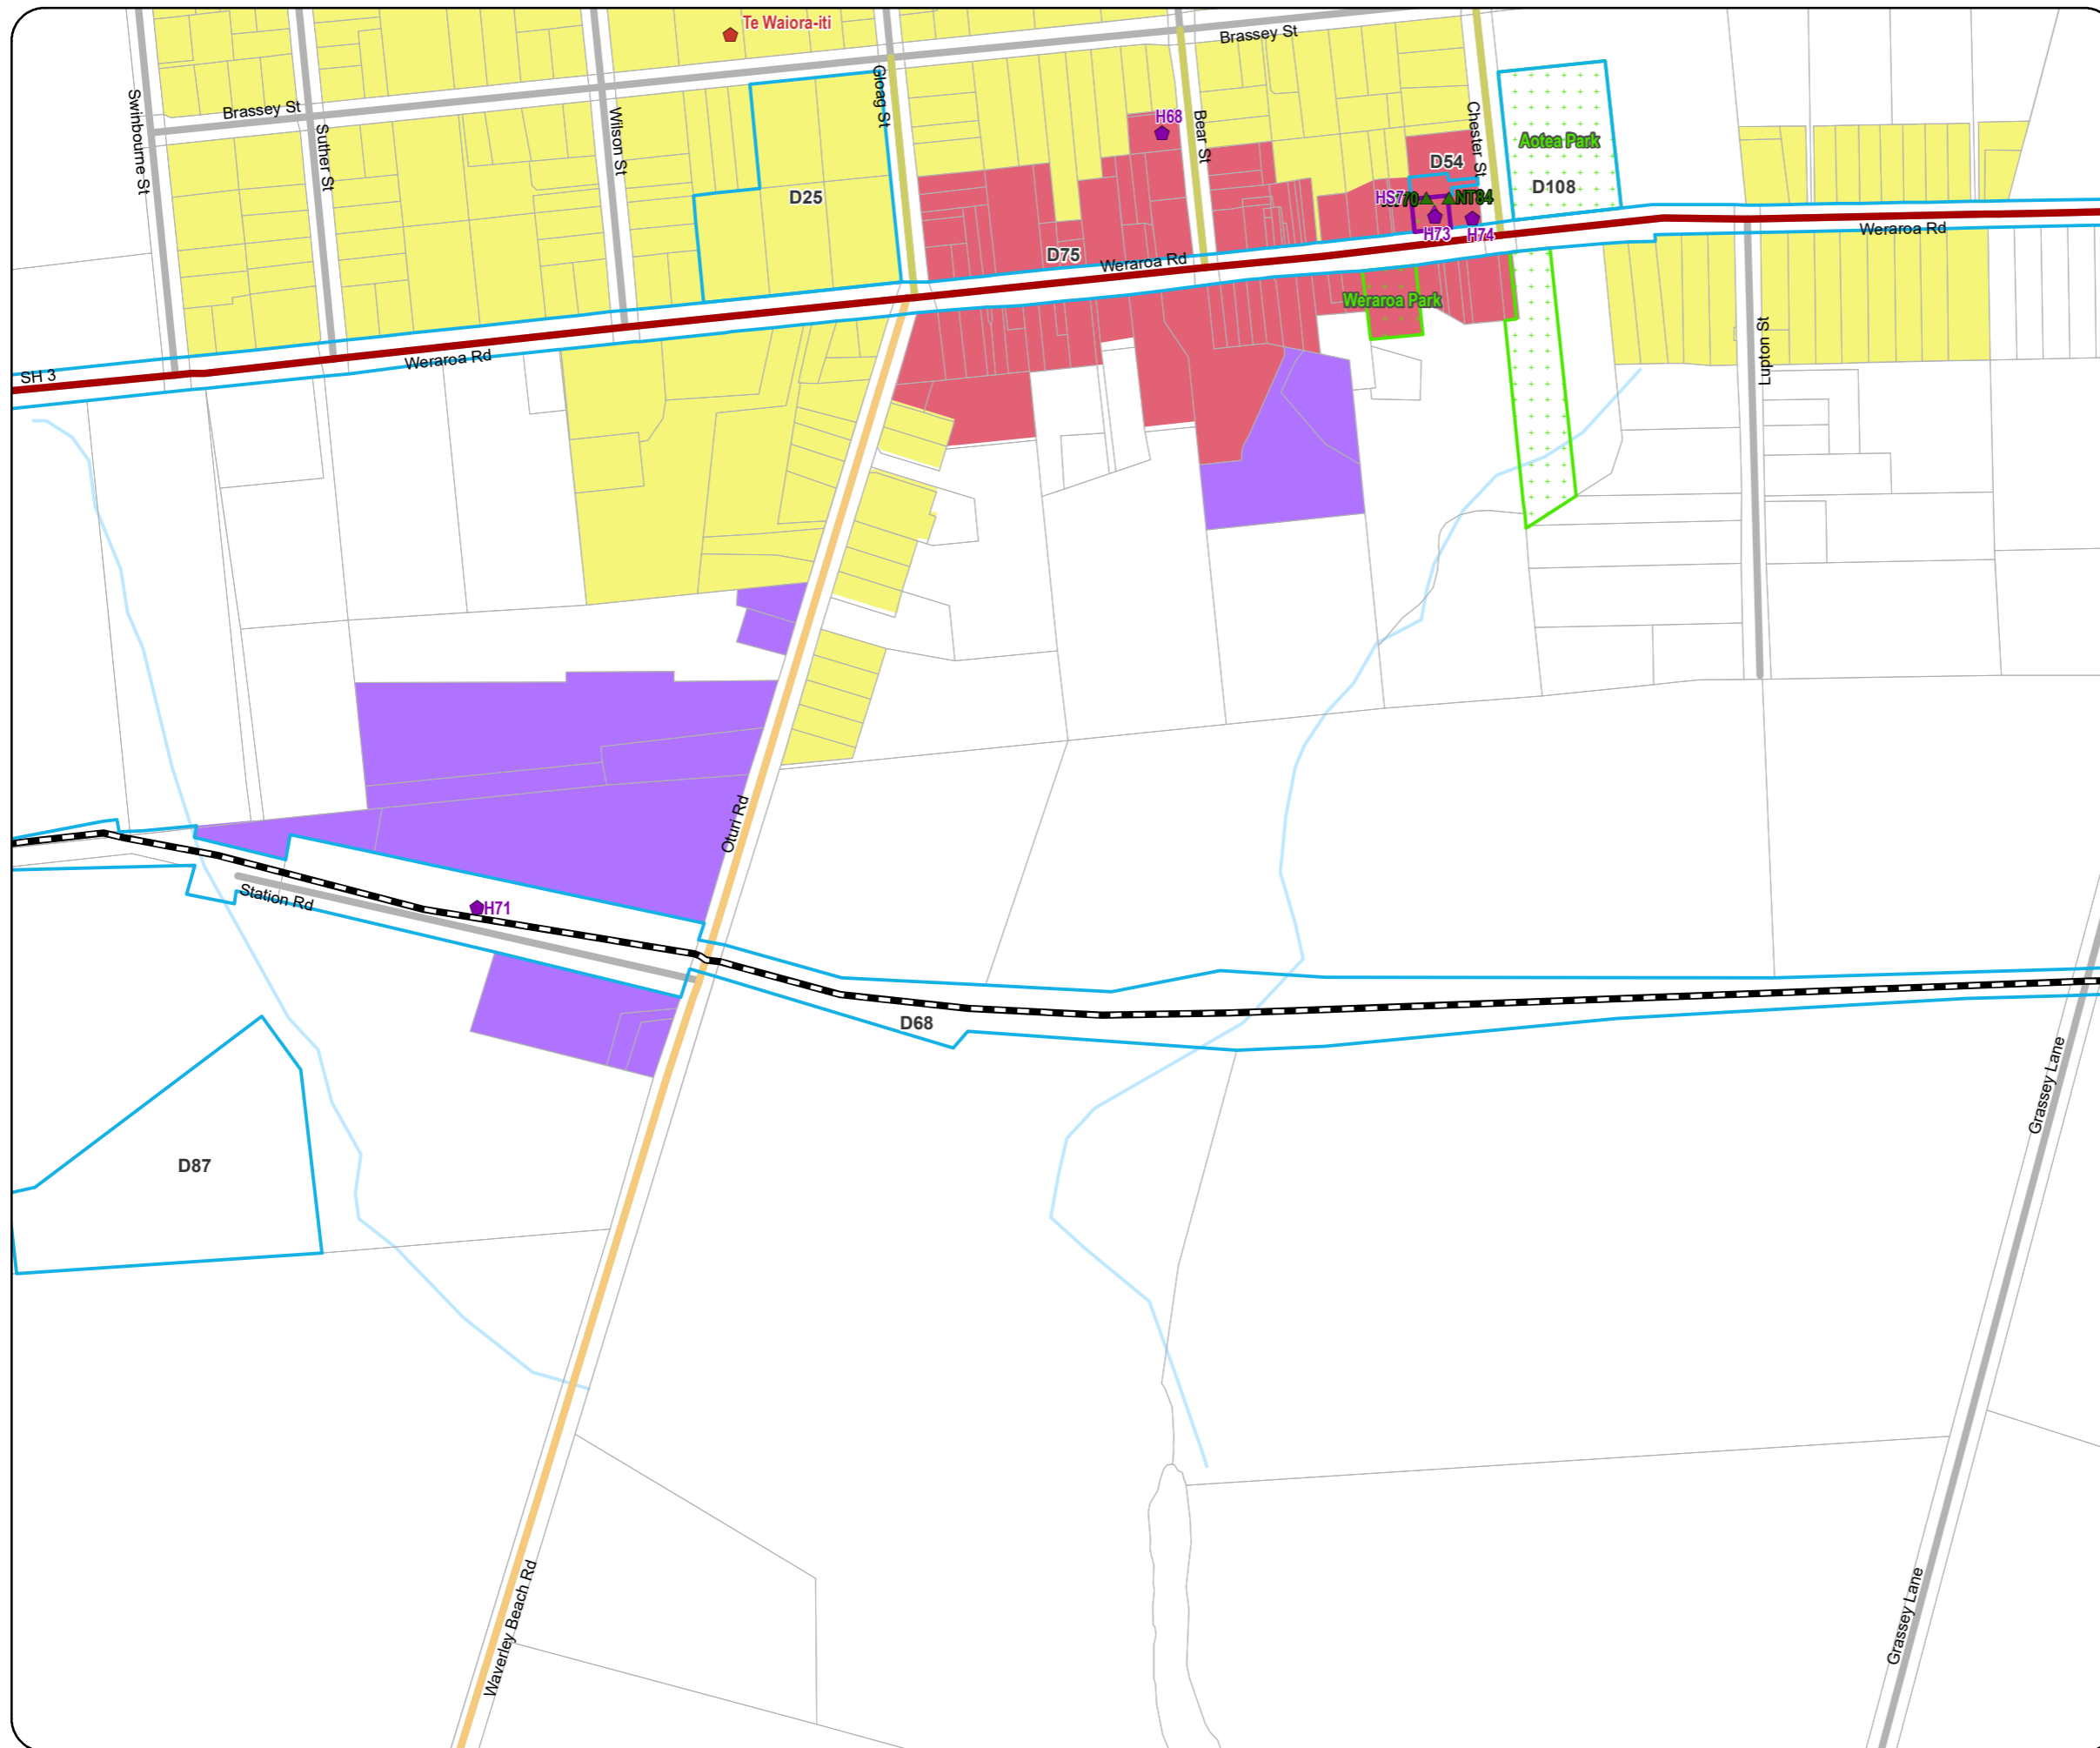 Te Waiora-iti
Brassey St
Brassey St
Swinbourne St
Suther St
Wilson St
Gloag St
Bear St
Chester St
H68
Aotea Park
D54
D108
D25
NT84
H73
H74
D75
Weraroa Rd
Weraroa Rd
Weraroa Park
Lupton St
SH 3
Weraroa Rd
Oturi Rd
Station Rd
H71
D68
Grassey Lane
D87
Waverley Beach Rd
Grassey Lane